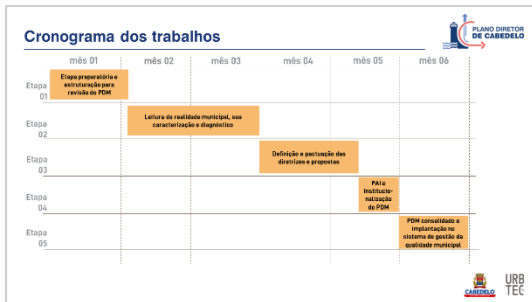 Cronograma dos trabalhos
PLANO DIRETOR
DE CABEDELO
mês 01 mês 02 mês 03 mês 04 mês 05 mês 06
Etapa
01
Etapa preparatória e
estruturação para
revisão do PDM
Etapa
02
Leitura da realidade municipal, sua
caracterização e diagnóstico
Etapa
03
Definição e pactuação das
diretrizes e propostas
Etapa
04
PAI e
Institucio-
nalização
do PDM
Etapa
05
PDM consolidado e
implantação no
sistema de gestão da
qualidade municipal
CABEDELO
URB
TEC